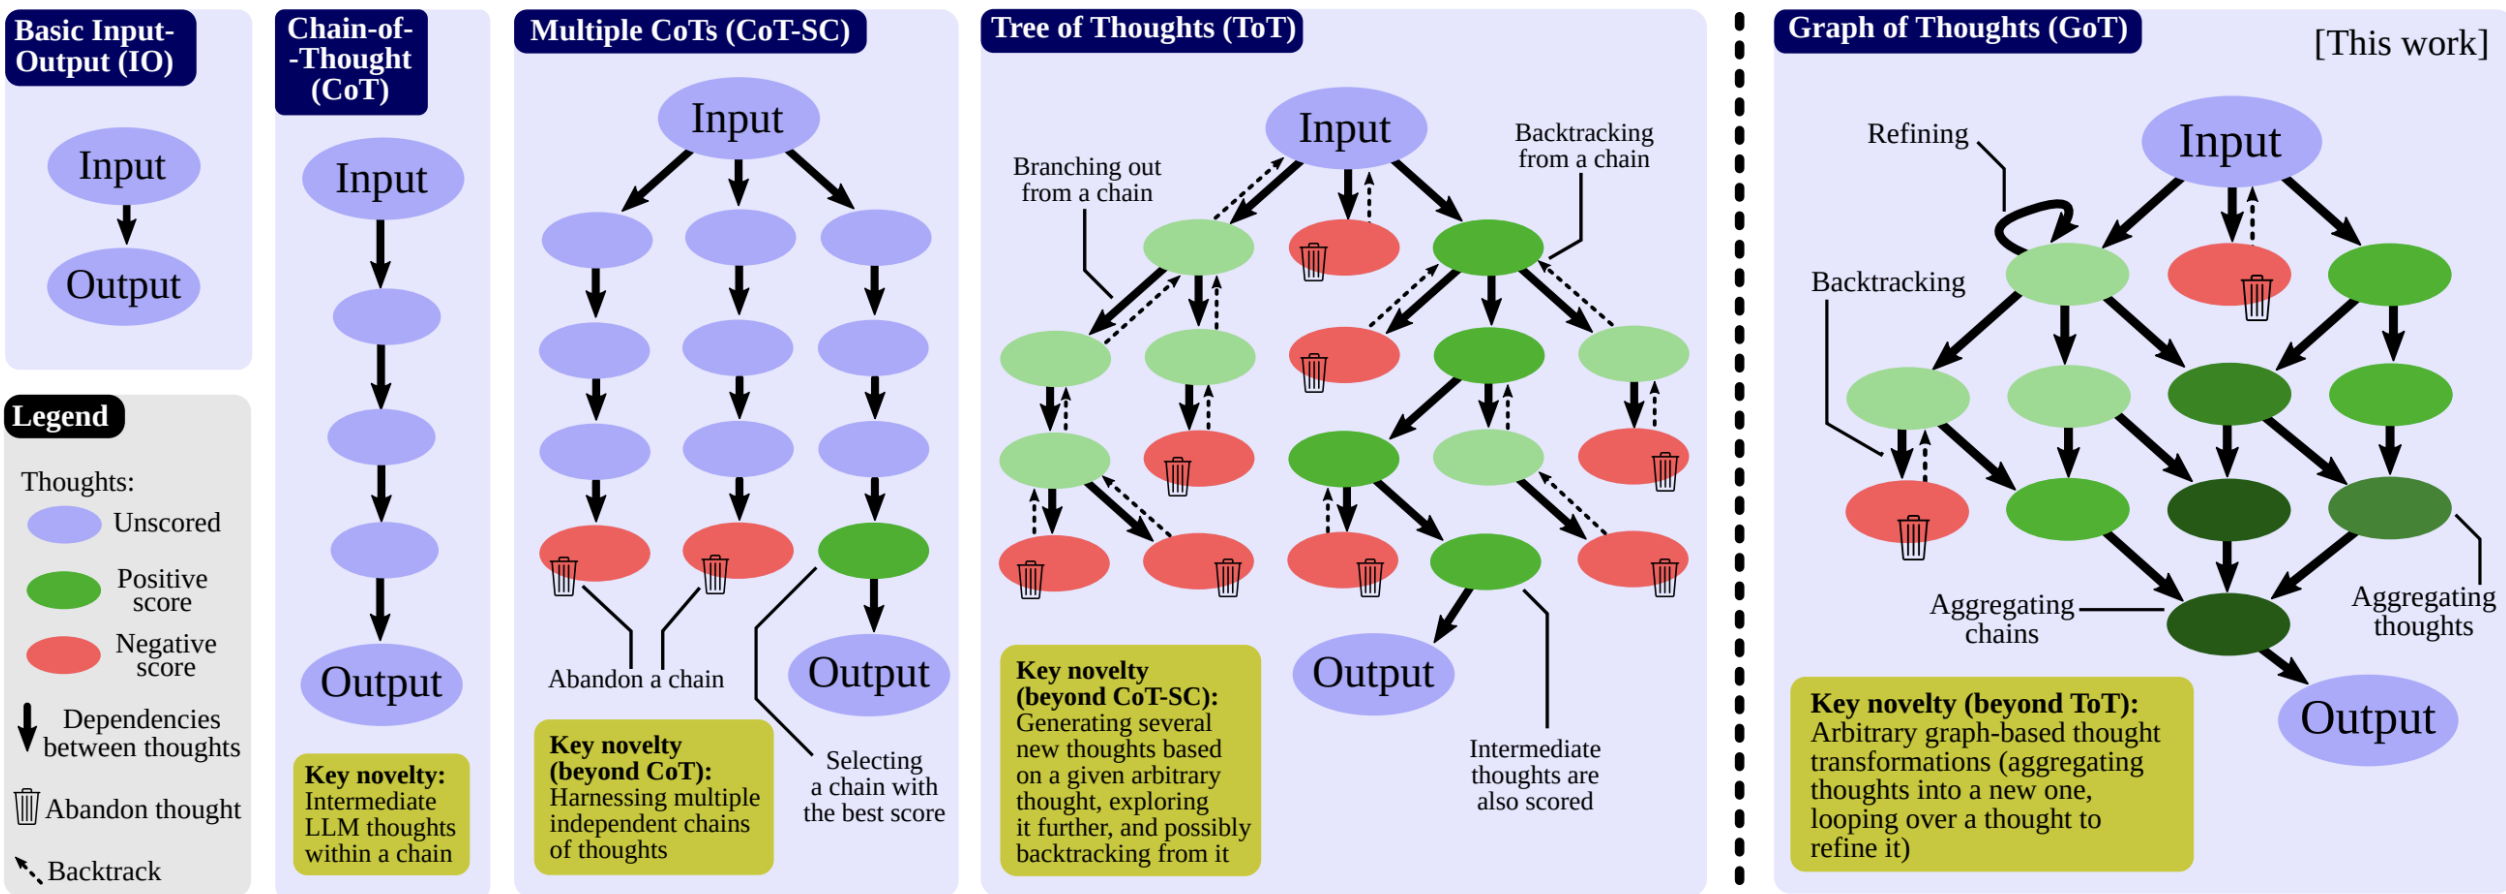 Basic Input-
Output (IO)
Input
Output
Legend
Thoughts:
Unscored
Positive
score
Negative
score
Dependencies
between thoughts
Abandon thought
Backtrack
Chain-of-
-Thought
(CoT)
Input
Output
Key novelty:
Intermediate
LLM thoughts
within a chain
Multiple CoTs (CoT-SC)
Input
Abandon a chain
Output
Selecting
a chain with
the best score
Key novelty
(beyond CoT):
Harnessing multiple
independent chains
of thoughts
Tree of Thoughts (ToT)
Input
Branching out
from a chain
Backtracking
from a chain
Output
Intermediate
thoughts are
also scored
Key novelty
(beyond CoT-SC):
Generating several
new thoughts based
on a given arbitrary
thought, exploring
it further, and possibly
backtracking from it
Graph of Thoughts (GoT)
[This work]
Refining
Input
Backtracking
Aggregating
chains
Aggregating
thoughts
Output
Key novelty (beyond ToT):
Arbitrary graph-based thought
transformations (aggregating
thoughts into a new one,
looping over a thought to
refine it)